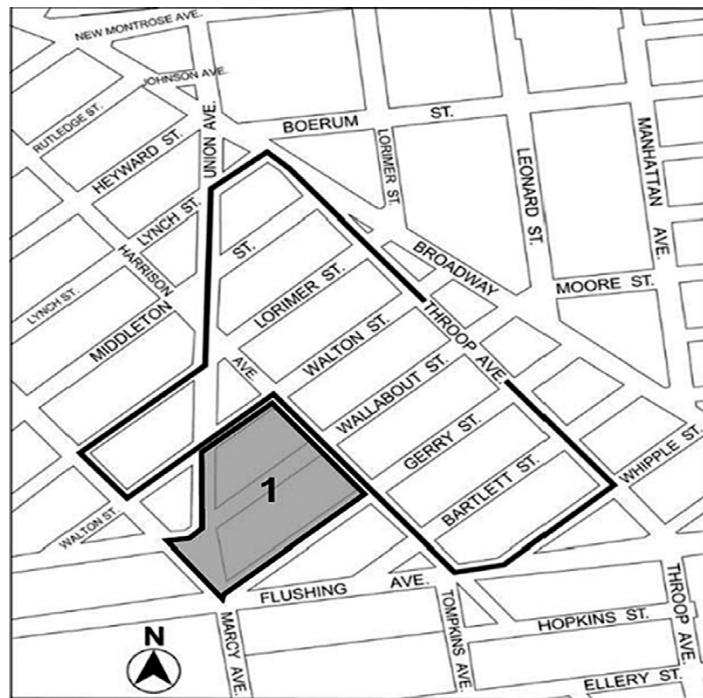 NEW MONTROSE AVE.
JOHNSON AVE.
RUTLEDGE ST.
HEYWARD ST.
UNION AVE.
BOERUM ST.
LORIMER ST.
LEONARD ST.
MANHATTAN AVE.
LYNCH ST.
HARRISON AVE.
LYNCH ST.
MIDDLETON ST.
LORIMER ST.
BROADWAY
MOORE ST.
WALTON ST.
THROOP AVE.
WALLABOUT ST.
GERRY ST.
BARTLETT ST.
WHIPPLE ST.
1
WALTON ST.
FLUSHING AVE.
MARCY AVE.
TOMPKINS AVE.
HOPKINS ST.
THROOP AVE.
ELLERY ST.
N